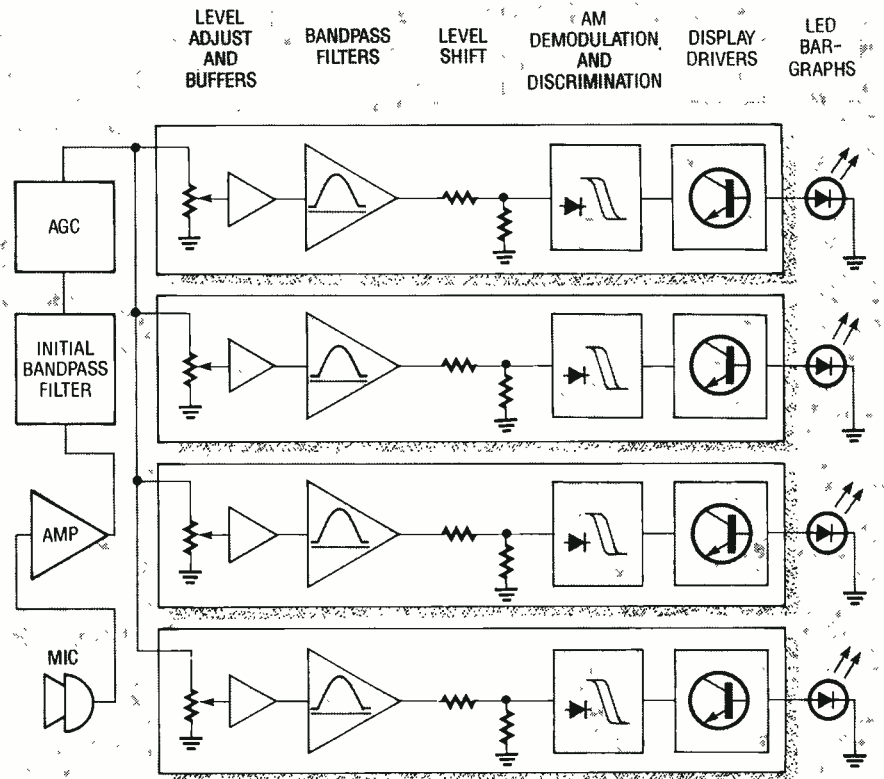 LEVEL
ADJUST
AND
BUFFERS
BANDPASS
FILTERS
LEVEL
SHIFT
AM
DEMODULATION
AND
DISCRIMINATION
DISPLAY
DRIVERS
LED
BAR-
GRAPHS
AGC
INITIAL
BANDPASS
FILTER
AMP
MIC